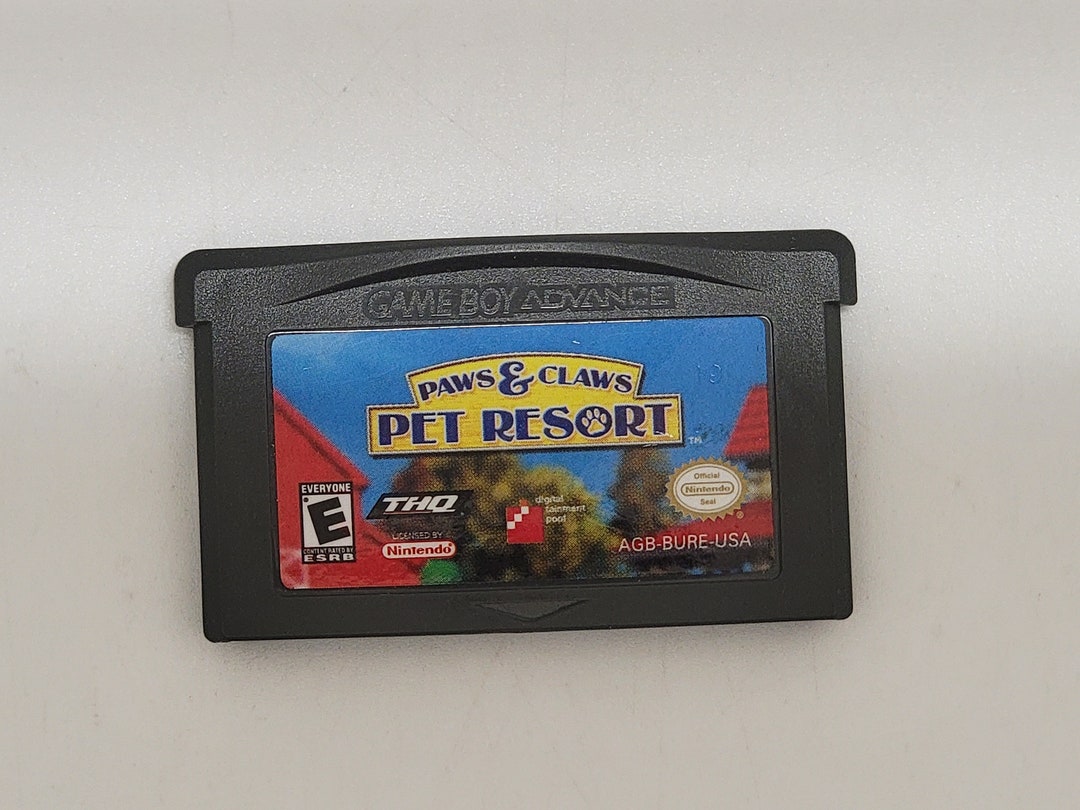 GAME BOY ADVANCE
PAWS & CLAWS
PET RESORT
TM
EVERYONE
E
CONTENT RATED BY
ESRB
THQ
LICENSED BY
Nintendo
digital
tainment
pool
Official
Nintendo
Seal
AGB-BURE-USA